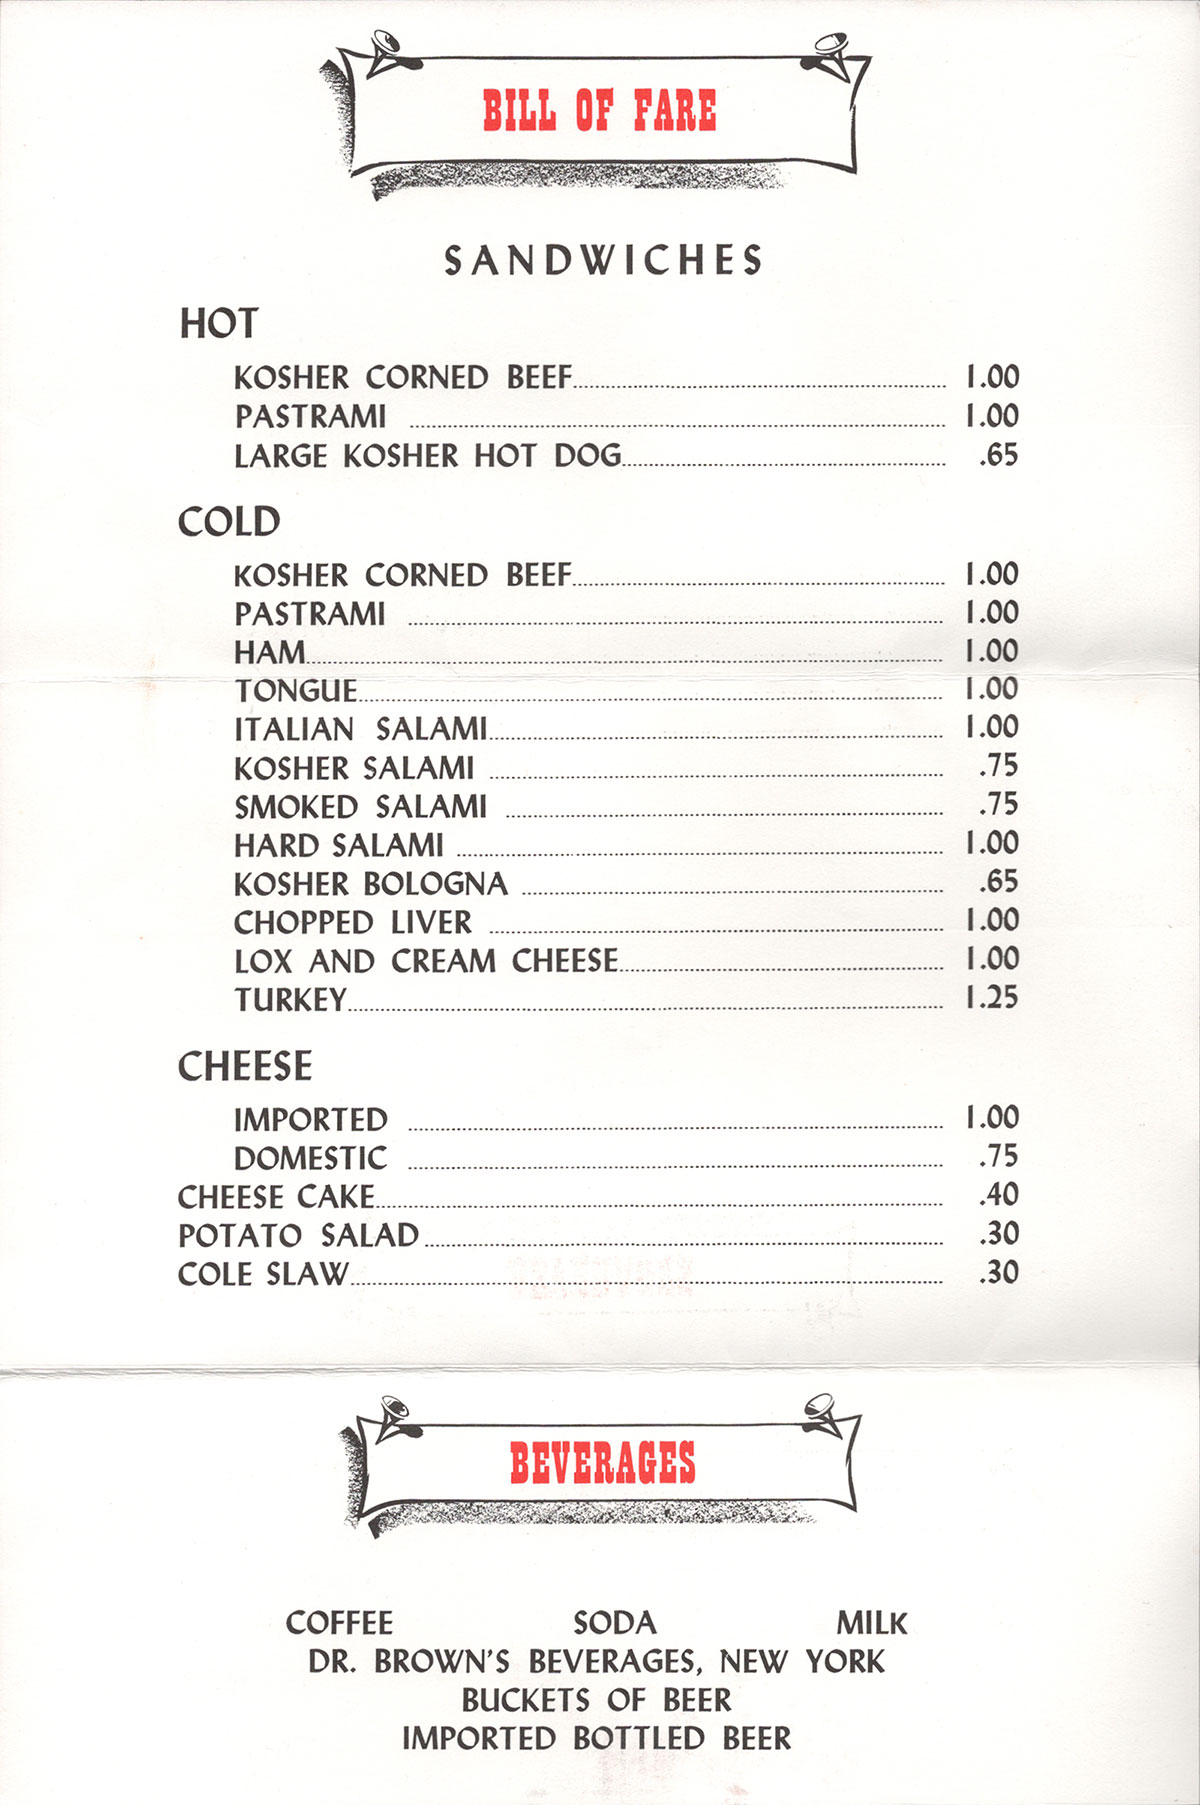 BILL OF FARE
SANDWICHES
HOT
KOSHER CORNED BEEF 1.00
PASTRAMI 1.00
LARGE KOSHER HOT DOG .65
COLD
KOSHER CORNED BEEF 1.00
PASTRAMI 1.00
HAM 1.00
TONGUE 1.00
ITALIAN SALAMI 1.00
KOSHER SALAMI .75
SMOKED SALAMI .75
HARD SALAMI 1.00
KOSHER BOLOGNA .65
CHOPPED LIVER 1.00
LOX AND CREAM CHEESE 1.00
TURKEY 1.25
CHEESE
IMPORTED 1.00
DOMESTIC .75
CHEESE CAKE .40
POTATO SALAD .30
COLE SLAW .30
BEVERAGES
COFFEE SODA MILK
DR. BROWN'S BEVERAGES, NEW YORK
BUCKETS OF BEER
IMPORTED BOTTLED BEER